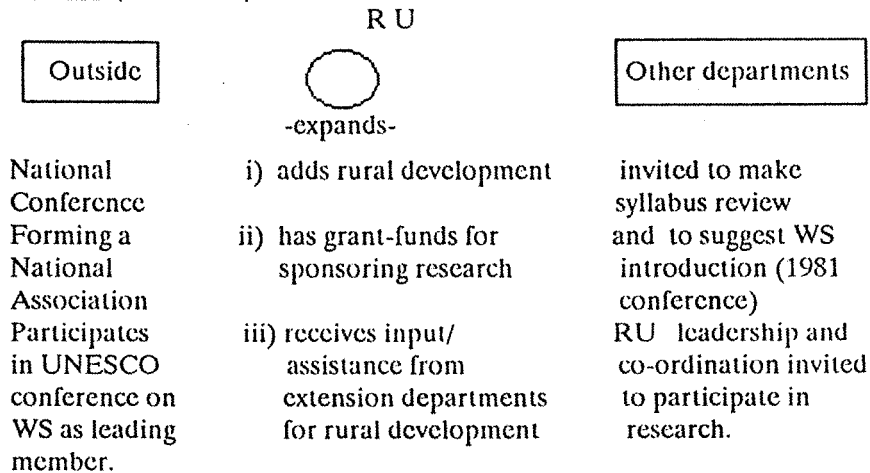 R U
Outside
Other departments
-expands-
National
Conference
Forming a
National
Association
Participates
in UNESCO
conference on
WS as leading
member.
i) adds rural development
ii) has grant-funds for
sponsoring research
iii) receives input/
assistance from
extension departments
for rural development
invited to make
syllabus review
and to suggest WS
introduction (1981
conference)
RU leadership and
co-ordination invited
to participate in
research.